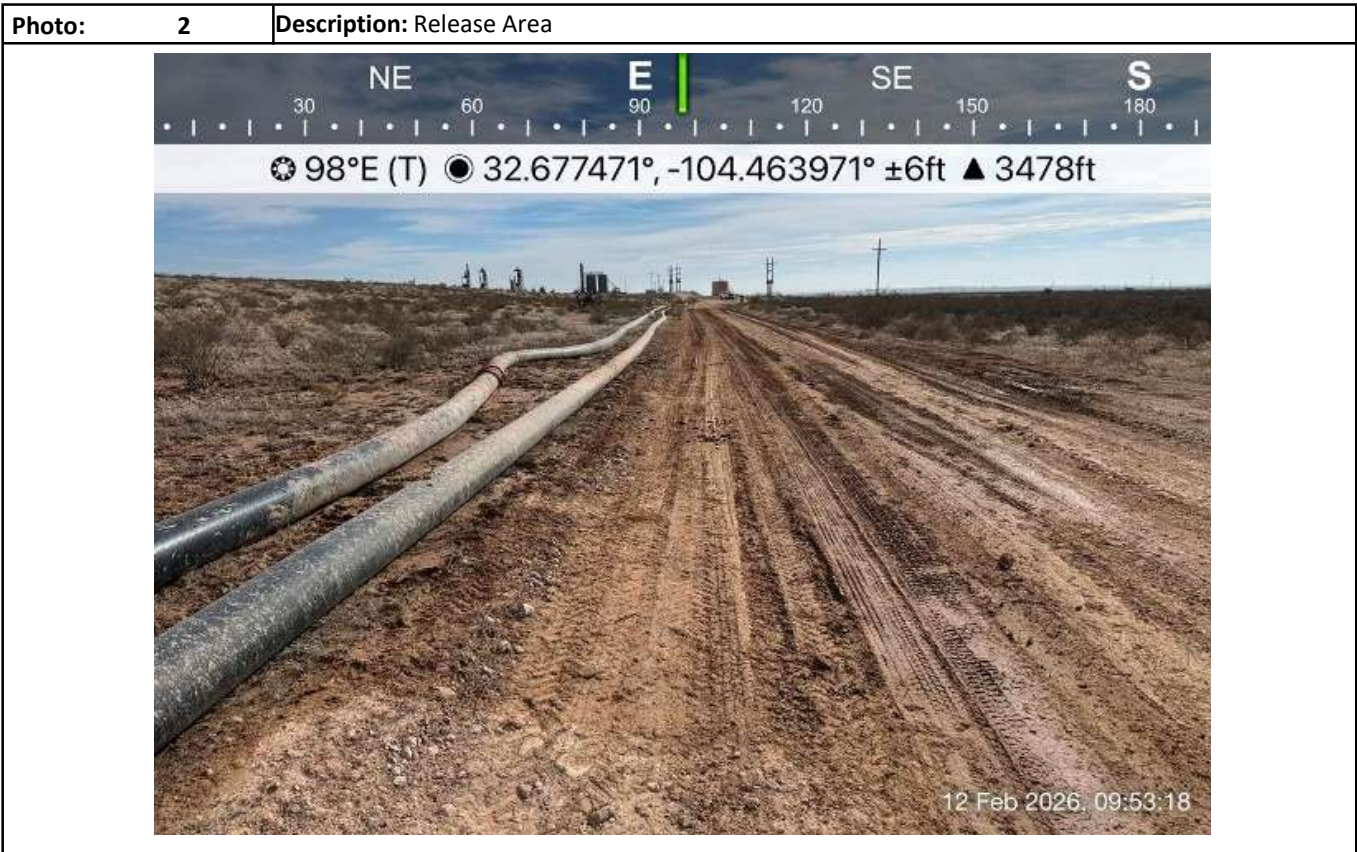 Photo: 2 Description: Release Area
NE E SE S
30 60 90 120 150 180
98°E (T) 32.677471°, -104.463971° ±6ft ▲ 3478ft
12 Feb 2026, 09:53:18